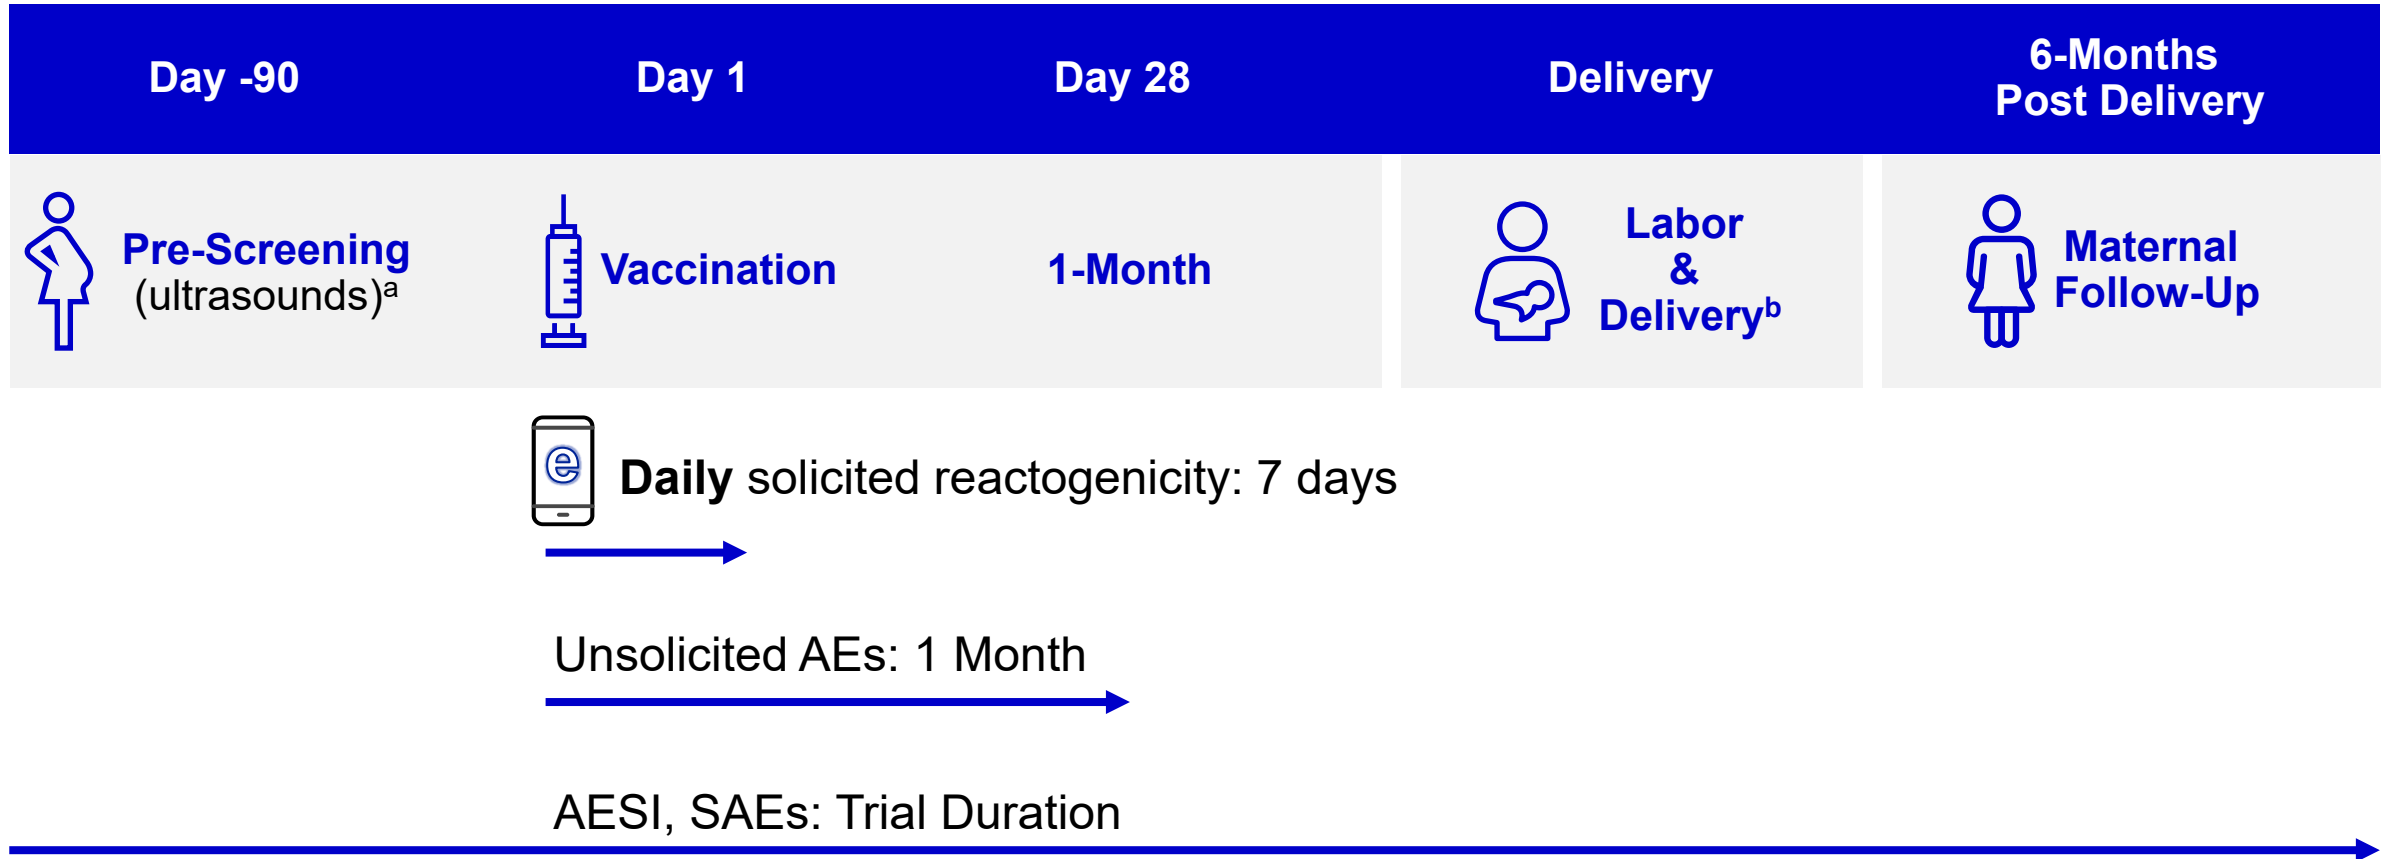 Day -90
Day 1
Day 28
Delivery
6-Months
Post Delivery
Pre-Screening
(ultrasounds)a
Vaccination
1-Month
Labor
&
Deliveryb
Maternal
Follow-Up
e
Daily solicited reactogenicity: 7 days
Unsolicited AEs: 1 Month
AESI, SAEs: Trial Duration